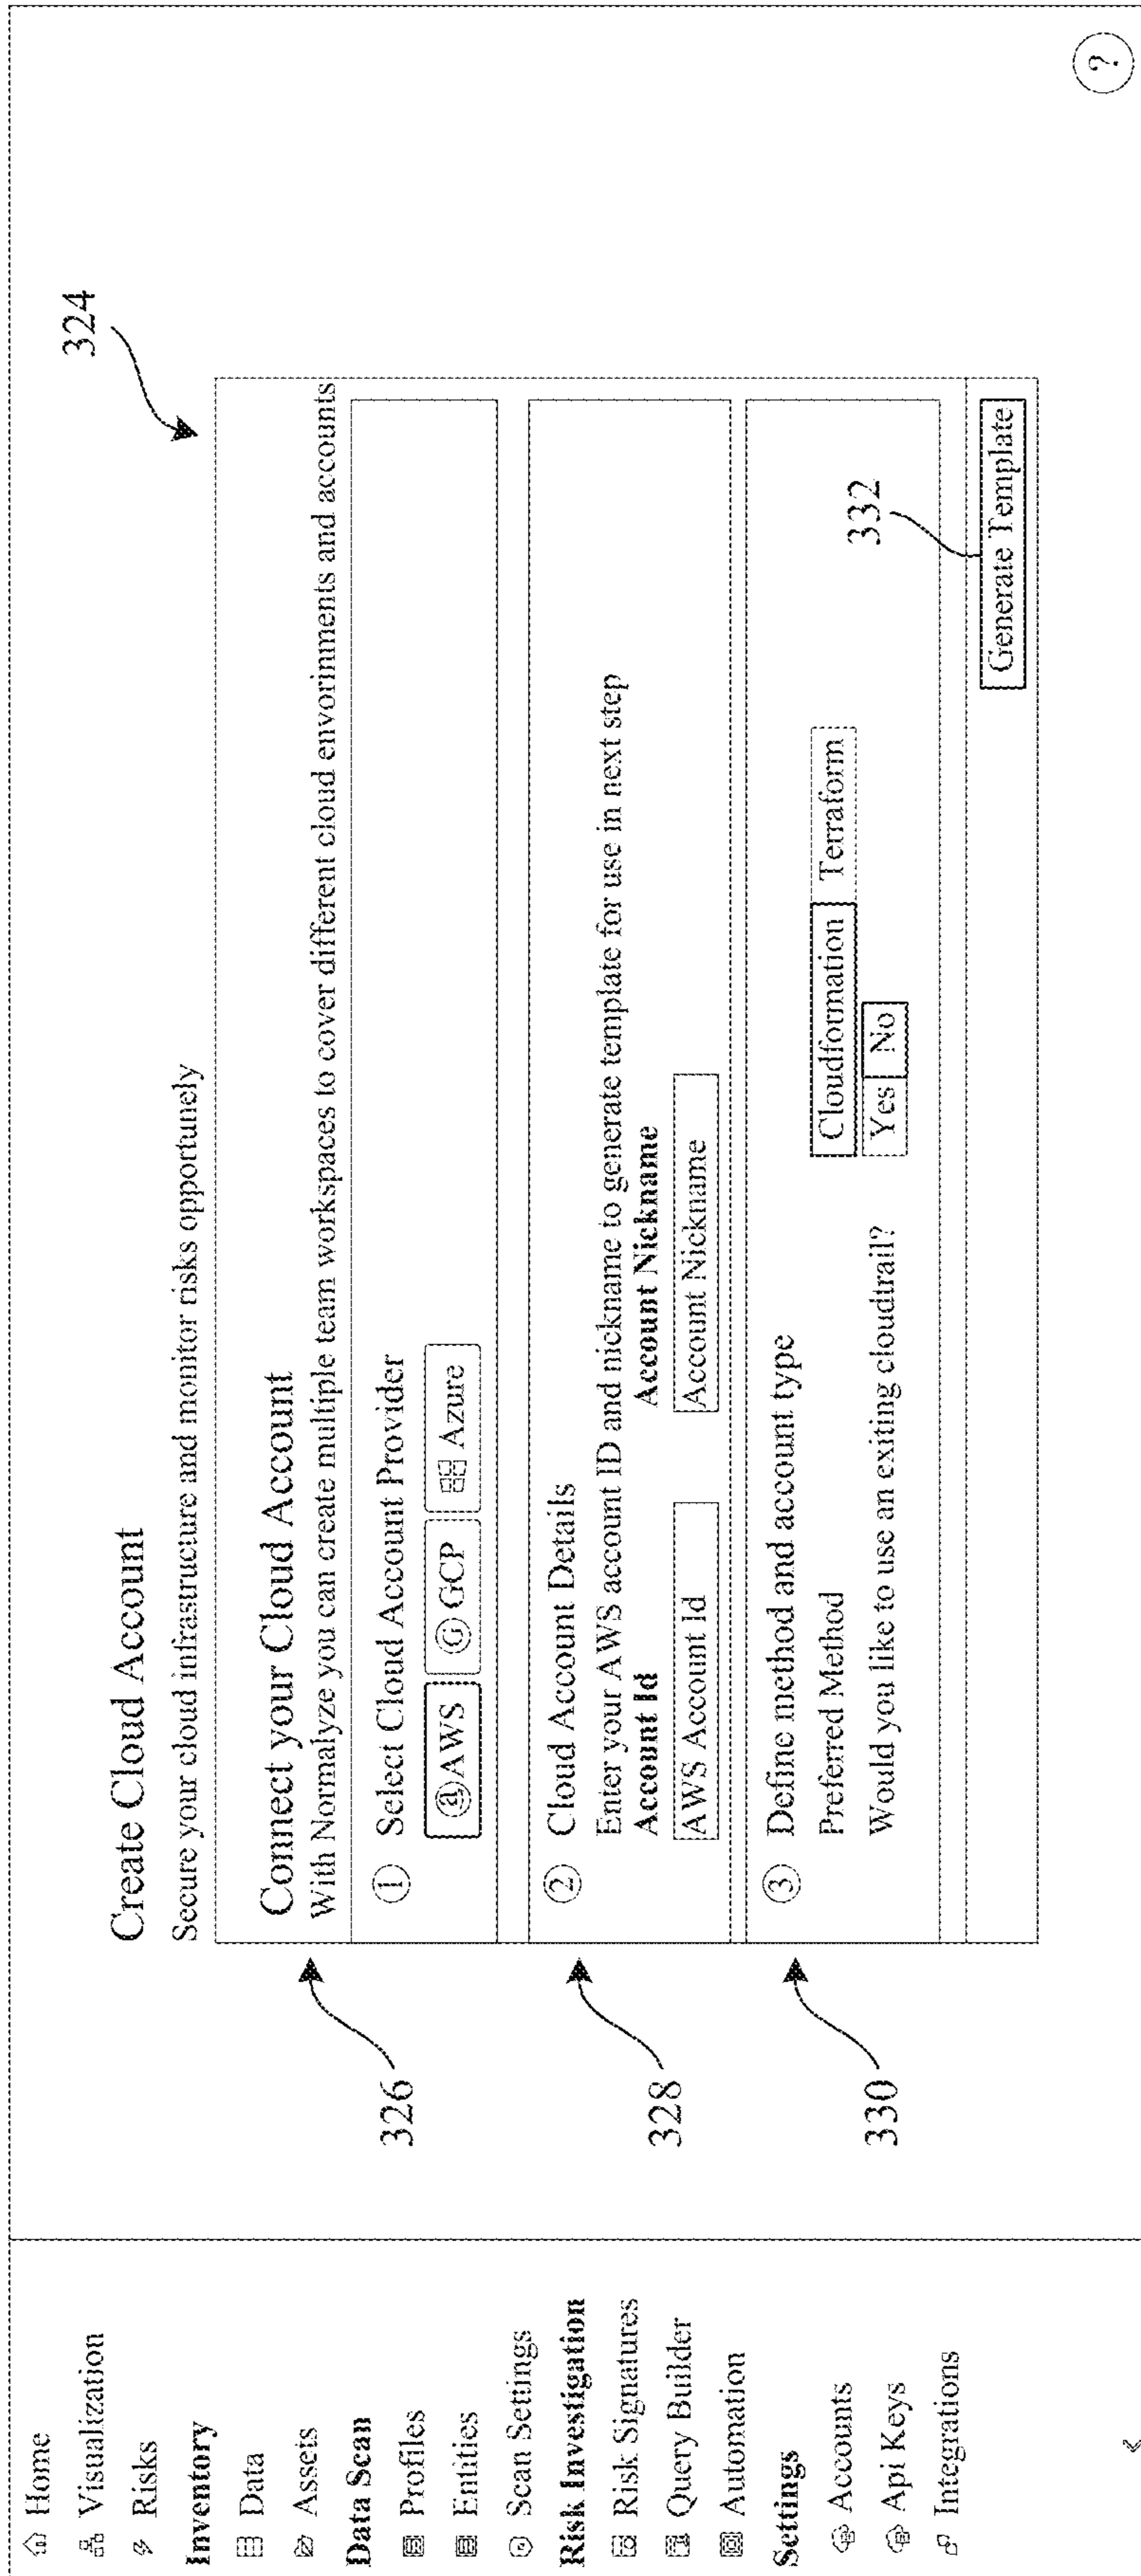 Home
Visualization
Risks
Inventory
Data
Assets
Data Scan
Profiles
Entities
Scan Settings
Risk Investigation
Risk Signatures
Query Builder
Automation
Settings
Accounts
Api Keys
Integrations
«
Create Cloud Account
Secure your cloud infrastructure and monitor risks opportunely
324
Connect your Cloud Account
With Normalyze you can create multiple team workspaces to cover different cloud envorinments and accounts
326
1 Select Cloud Account Provider
@ AWS G GCP Azure
328
2 Cloud Account Details
Enter your AWS account ID and nickname to generate template for use in next step
Account Id Account Nickname
AWS Account Id Account Nickname
330
3 Define method and account type
Preferred Method Cloudformation Terraform
Would you like to use an exiting cloudtrail? Yes No
332
Generate Template
?